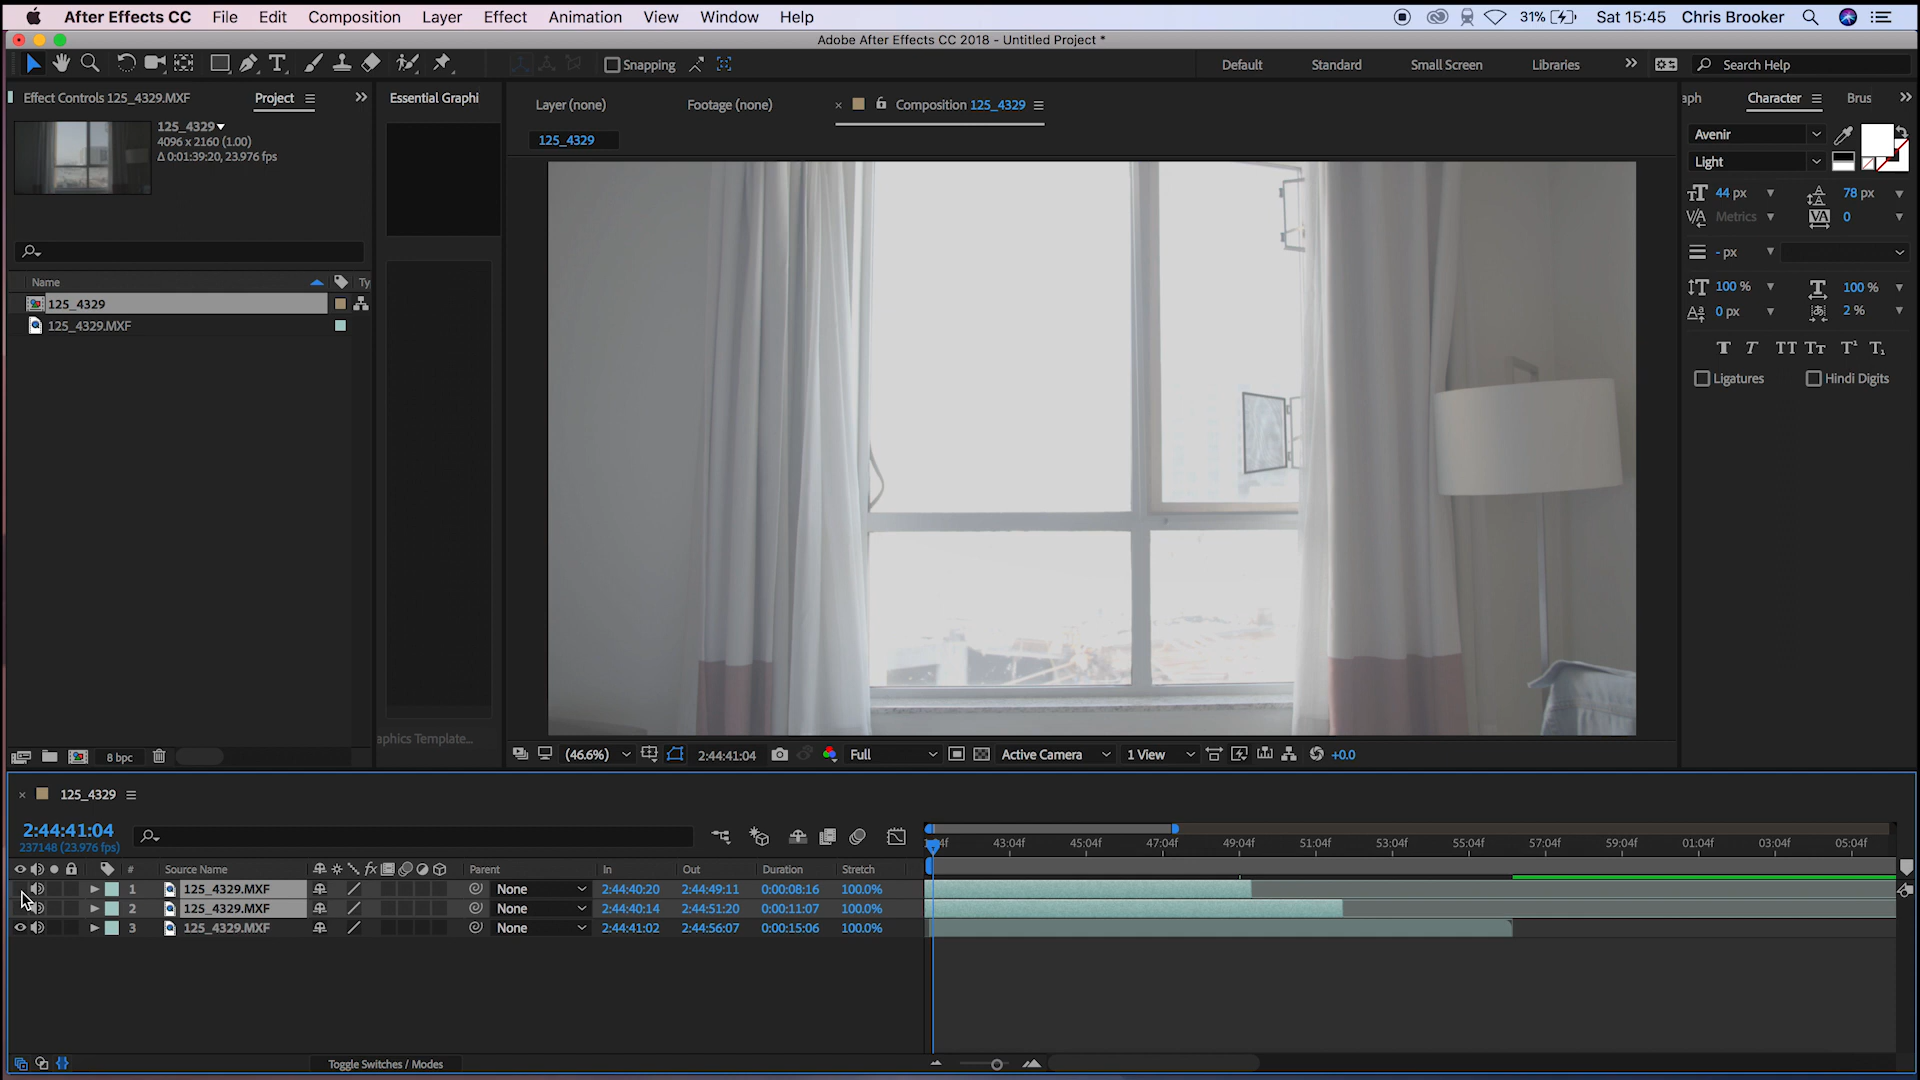 After Effects CC File Edit Composition Layer Effect Animation View Window Help 31% Sat 15:45 Chris Brooker
Adobe After Effects CC 2018 - Untitled Project *
Snapping Default Standard Small Screen Libraries Search Help
Effect Controls 125_4329.MXF Project Essential Graphi Layer (none) Footage (none) Composition 125_4329 aph Character Brus
125_4329
4096 x 2160 (1.00)
Δ 0:01:39:20, 23.976 fps
125_4329
Avenir
Light
44 px 78 px
Metrics 0
- px
100 % 100 %
0 px 2 %
Ligatures Hindi Digits
Name Ty
125_4329
125_4329.MXF
aphics Template...
8 bpc
(46.6%) 2:44:41:04 Full Active Camera 1 View +0.0
125_4329
2:44:41:04
237148 (23.976 fps)
43:04f 45:04f 47:04f 49:04f 51:04f 53:04f 55:04f 57:04f 59:04f 01:04f 03:04f 05:04f
# Source Name Parent In Out Duration Stretch
1 125_4329.MXF None 2:44:40:20 2:44:49:11 0:00:08:16 100.0%
2 125_4329.MXF None 2:44:40:14 2:44:51:20 0:00:11:07 100.0%
3 125_4329.MXF None 2:44:41:02 2:44:56:07 0:00:15:06 100.0%
Toggle Switches / Modes